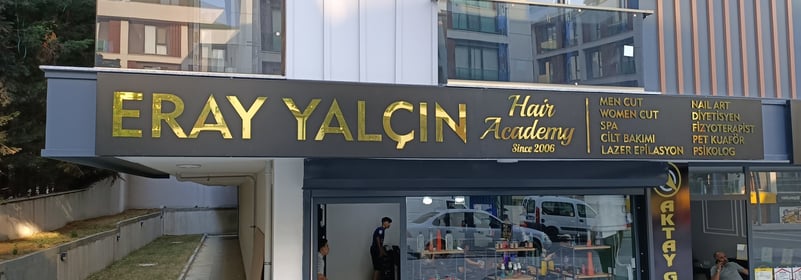 ERAY YALÇIN
Hair
Academy
Since 2006
MEN CUT
WOMEN CUT
SPA
CİLT BAKIMI
LAZER EPİLASYON
NAIL ART
DİYETİSYEN
FİZYOTERAPİST
PET KUAFÖR
PSİKOLOG
AKTAY G